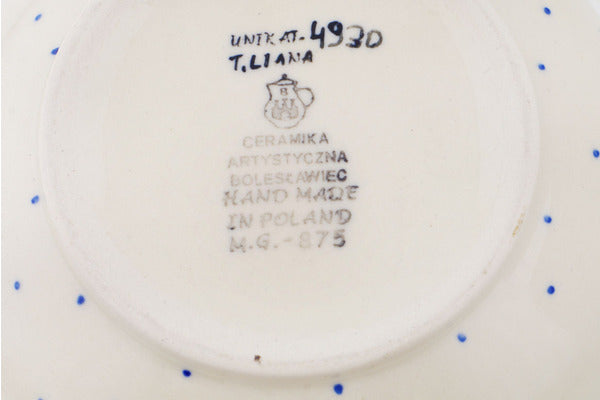 UNIKAT-4930
T.LIANA
B
CERAMIKA
ARTYSTYCZNA
BOLESŁAWIEC
HAND MADE
IN POLAND
M.G.-875